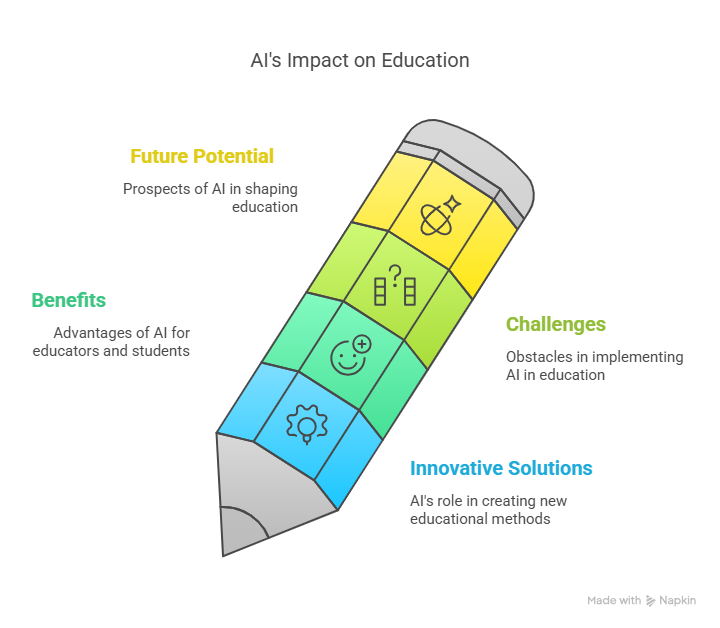 AI's Impact on Education
Future Potential
Prospects of AI in shaping
education
Benefits
Advantages of AI for
educators and students
?
Challenges
Obstacles in implementing
AI in education
Innovative Solutions
AI's role in creating new
educational methods
Made with Napkin